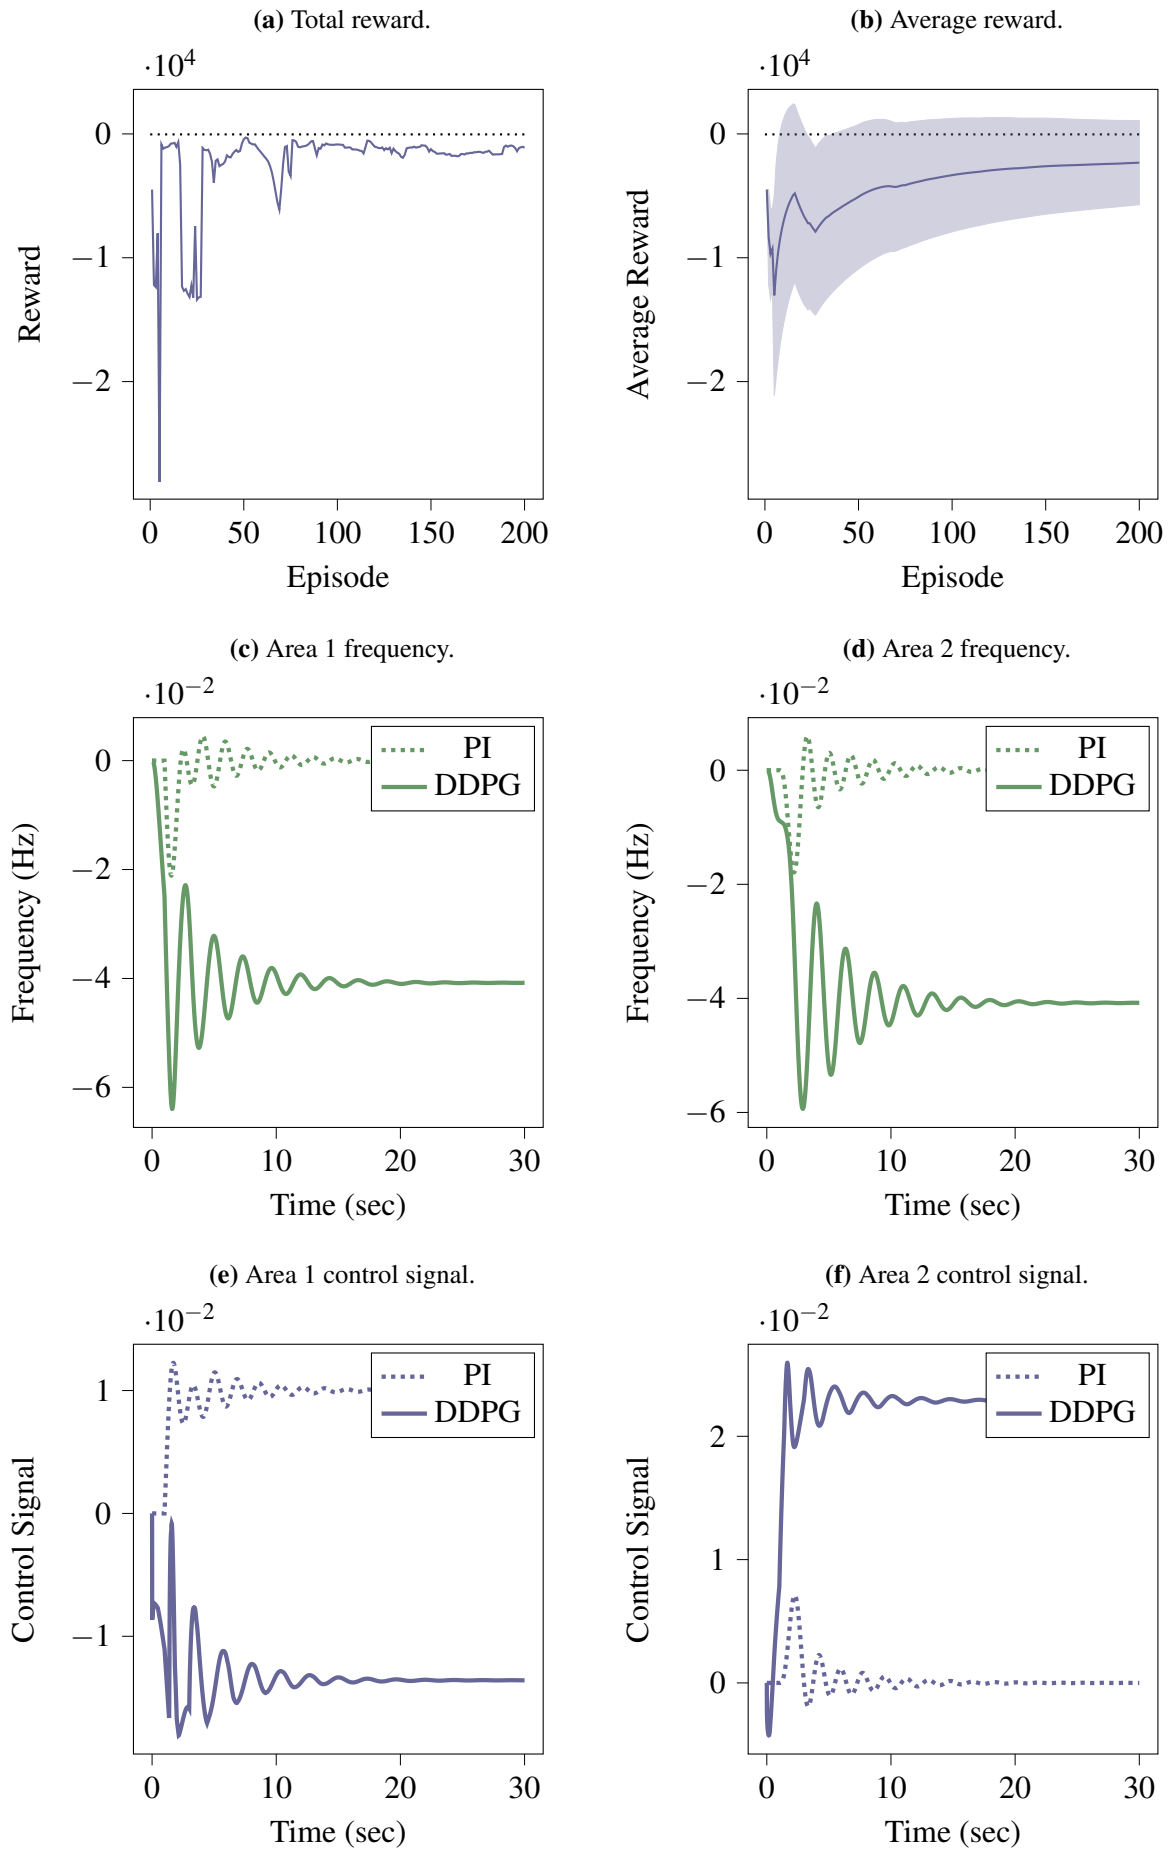 (a) Total reward.
·10⁴
0
−1
−2
Reward
0 50 100 150 200
Episode
(b) Average reward.
·10⁴
0
−1
−2
Average Reward
0 50 100 150 200
Episode
(c) Area 1 frequency.
·10⁻²
PI
DDPG
0
−2
−4
−6
Frequency (Hz)
0 10 20 30
Time (sec)
(d) Area 2 frequency.
·10⁻²
PI
DDPG
0
−2
−4
−6
Frequency (Hz)
0 10 20 30
Time (sec)
(e) Area 1 control signal.
·10⁻²
PI
DDPG
1
0
−1
Control Signal
0 10 20 30
Time (sec)
(f) Area 2 control signal.
·10⁻²
PI
DDPG
2
1
0
Control Signal
0 10 20 30
Time (sec)